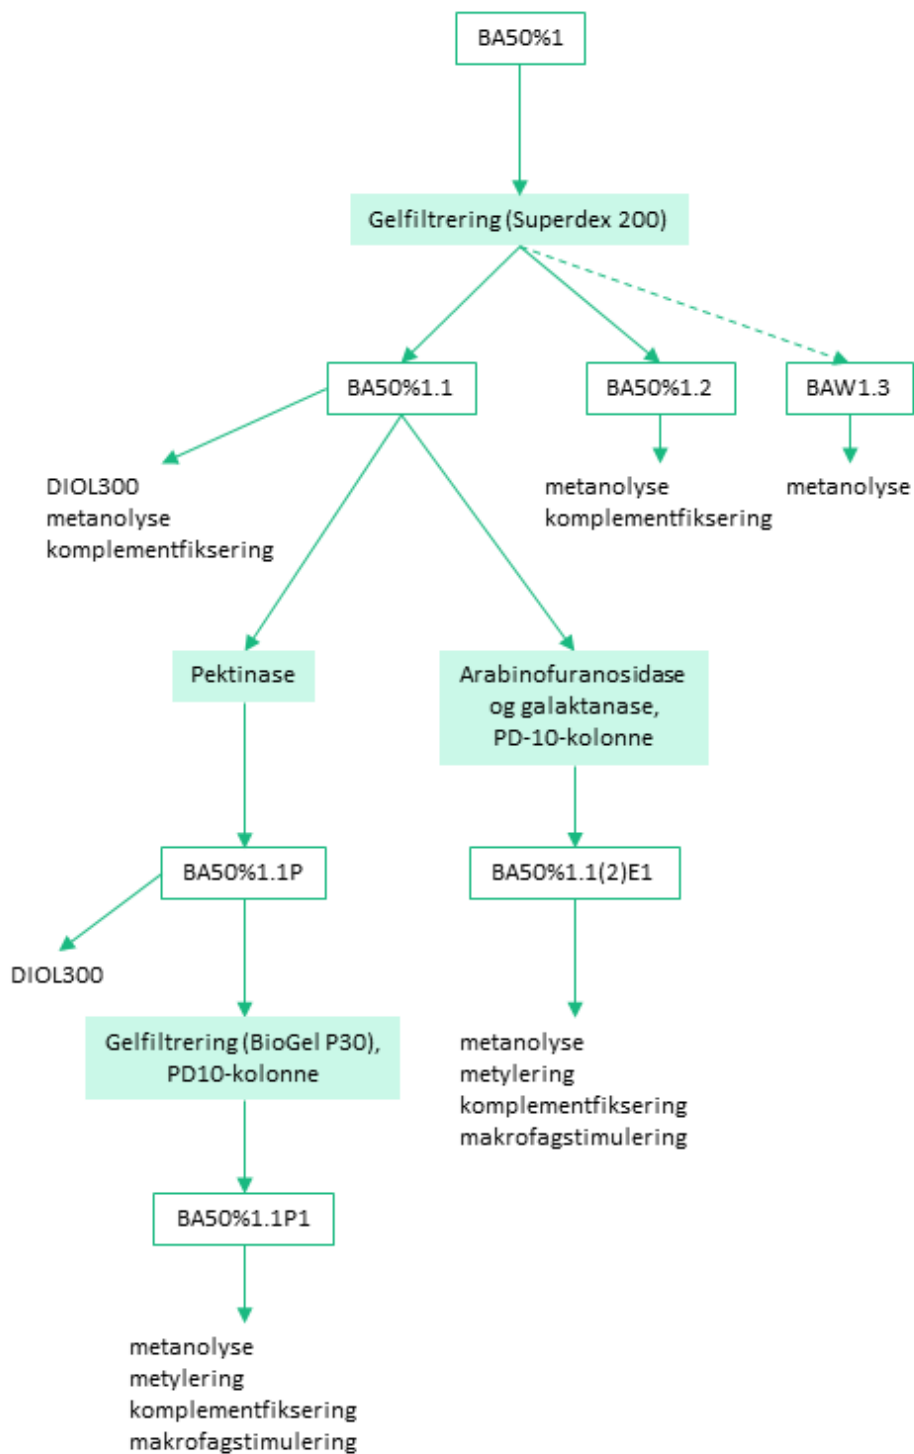 BA50%1
Gelfiltrering (Superdex 200)
BA50%1.1
BA50%1.2
BAW1.3
DIOL300
metanolyse
komplementfiksering
metanolyse
komplementfiksering
metanolyse
Pektinase
Arabinofuranosidase
og galaktanase,
PD-10-kolonne
BA50%1.1P
BA50%1.1(2)E1
DIOL300
Gelfiltrering (BioGel P30),
PD10-kolonne
metanolyse
metylering
komplementfiksering
makrofagstimulering
BA50%1.1P1
metanolyse
metylering
komplementfiksering
makrofagstimulering